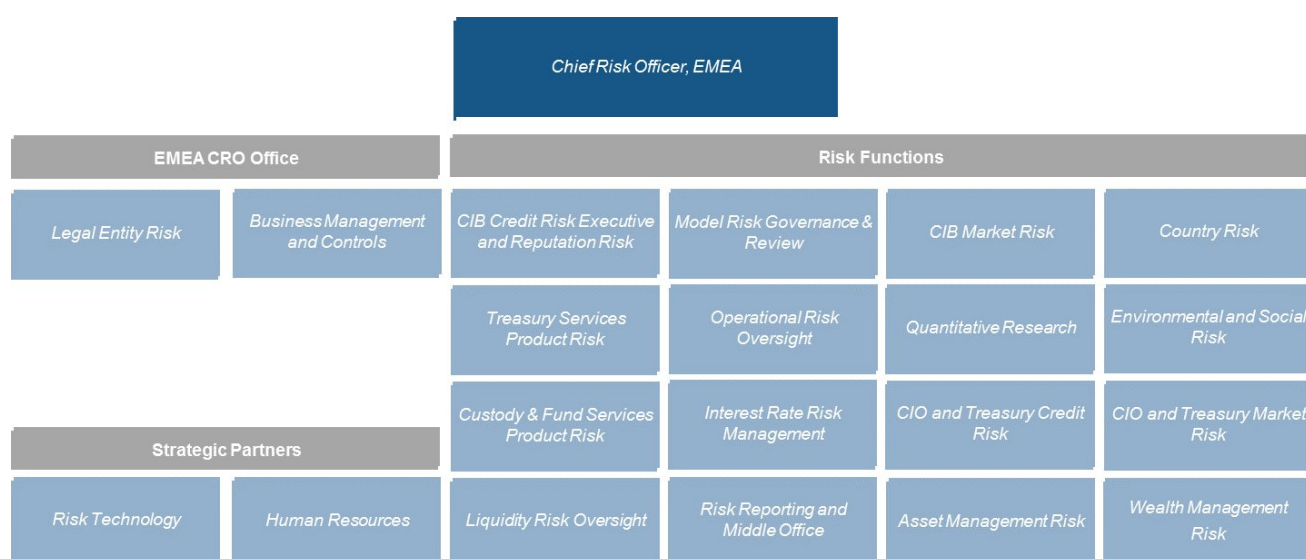 Chief Risk Officer, EMEA
EMEA CRO Office
Risk Functions
Legal Entity Risk
Business Management
and Controls
CIB Credit Risk Executive
and Reputation Risk
Model Risk Governance &
Review
CIB Market Risk
Country Risk
Treasury Services
Product Risk
Operational Risk
Oversight
Quantitative Research
Environmental and Social
Risk
Custody & Fund Services
Product Risk
Interest Rate Risk
Management
CIO and Treasury Credit
Risk
CIO and Treasury Market
Risk
Strategic Partners
Risk Technology
Human Resources
Liquidity Risk Oversight
Risk Reporting and
Middle Office
Asset Management Risk
Wealth Management
Risk